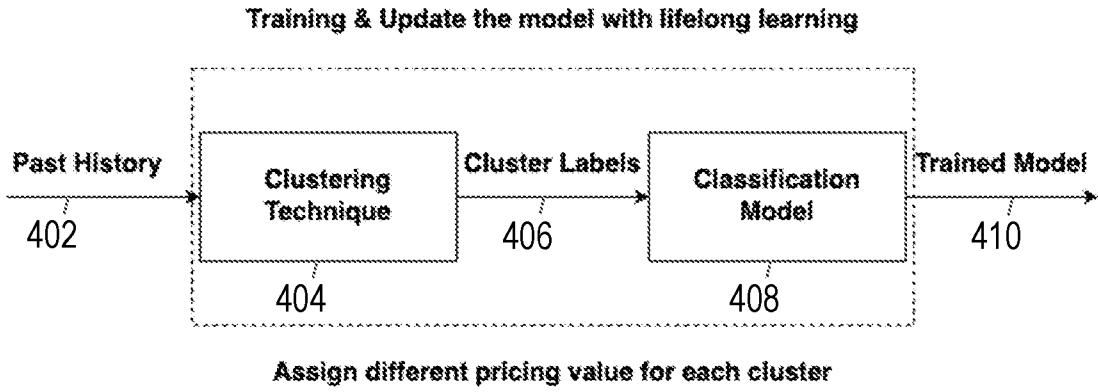 Training & Update the model with lifelong learning
Past History
402
Clustering
Technique
404
Cluster Labels
406
Classification
Model
408
Trained Model
410
Assign different pricing value for each cluster